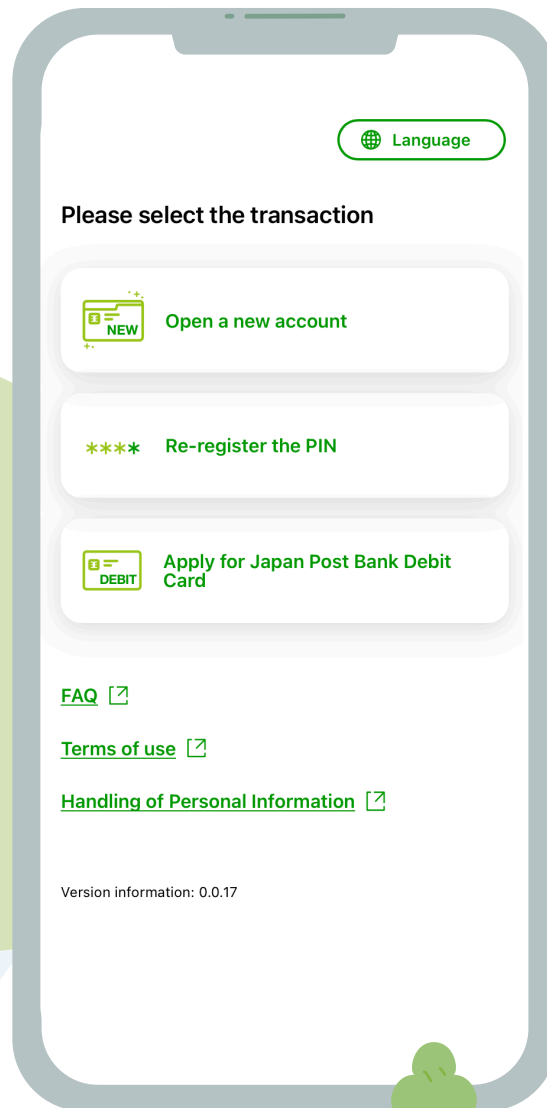 Language
Please select the transaction
NEW
Open a new account
****
Re-register the PIN
DEBIT
Apply for Japan Post Bank Debit
Card
FAQ
Terms of use
Handling of Personal Information
Version information: 0.0.17